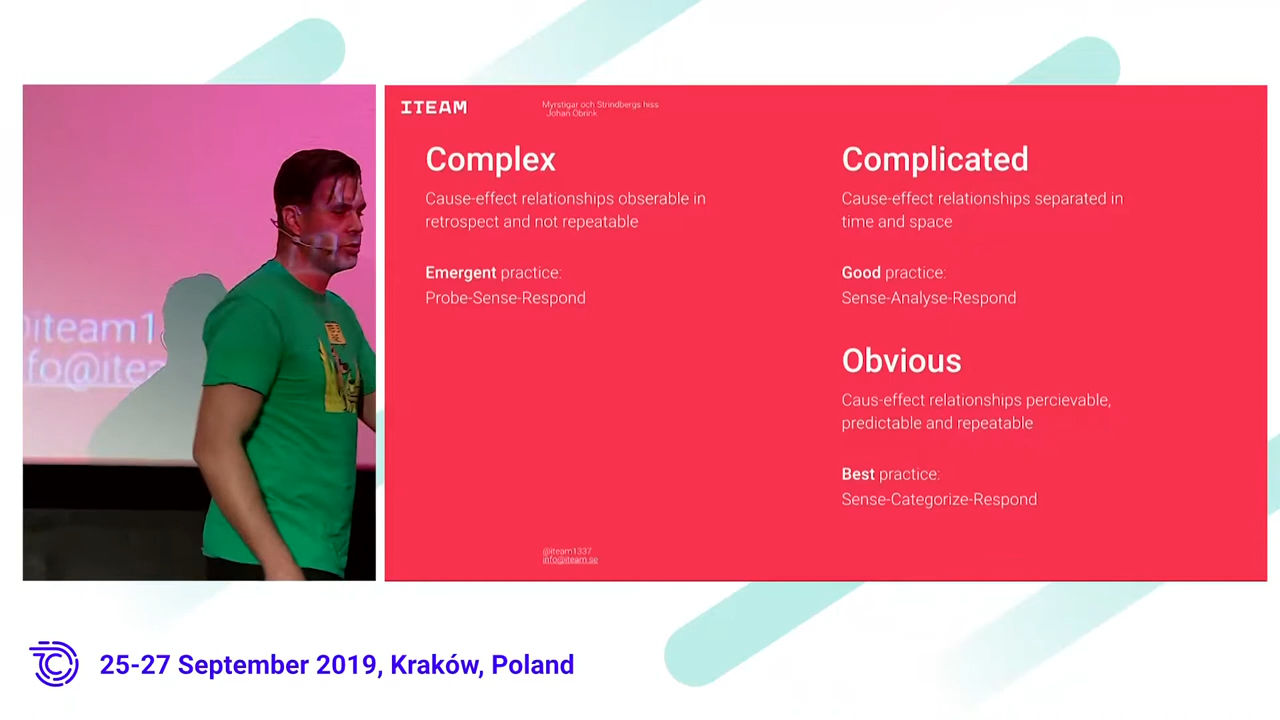 ITEAM
Myrstigar och Strindbergs hiss
Johan Öbrink
Complex
Cause-effect relationships obserable in
retrospect and not repeatable
Emergent practice:
Probe-Sense-Respond
Complicated
Cause-effect relationships separated in
time and space
Good practice:
Sense-Analyse-Respond
Obvious
Caus-effect relationships percievable,
predictable and repeatable
Best practice:
Sense-Categorize-Respond
@iteam1337
info@iteam.se
@iteam1
fo@itea
25-27 September 2019, Kraków, Poland